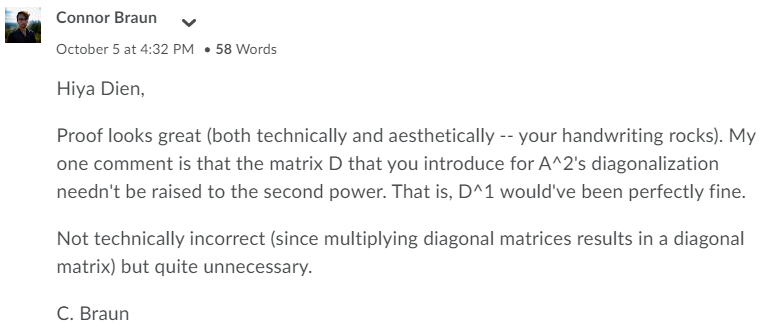 Connor Braun
October 5 at 4:32 PM • 58 Words
Hiya Dien,
Proof looks great (both technically and aesthetically -- your handwriting rocks). My
one comment is that the matrix D that you introduce for A^2's diagonalization
needn't be raised to the second power. That is, D^1 would've been perfectly fine.
Not technically incorrect (since multiplying diagonal matrices results in a diagonal
matrix) but quite unnecessary.
C. Braun